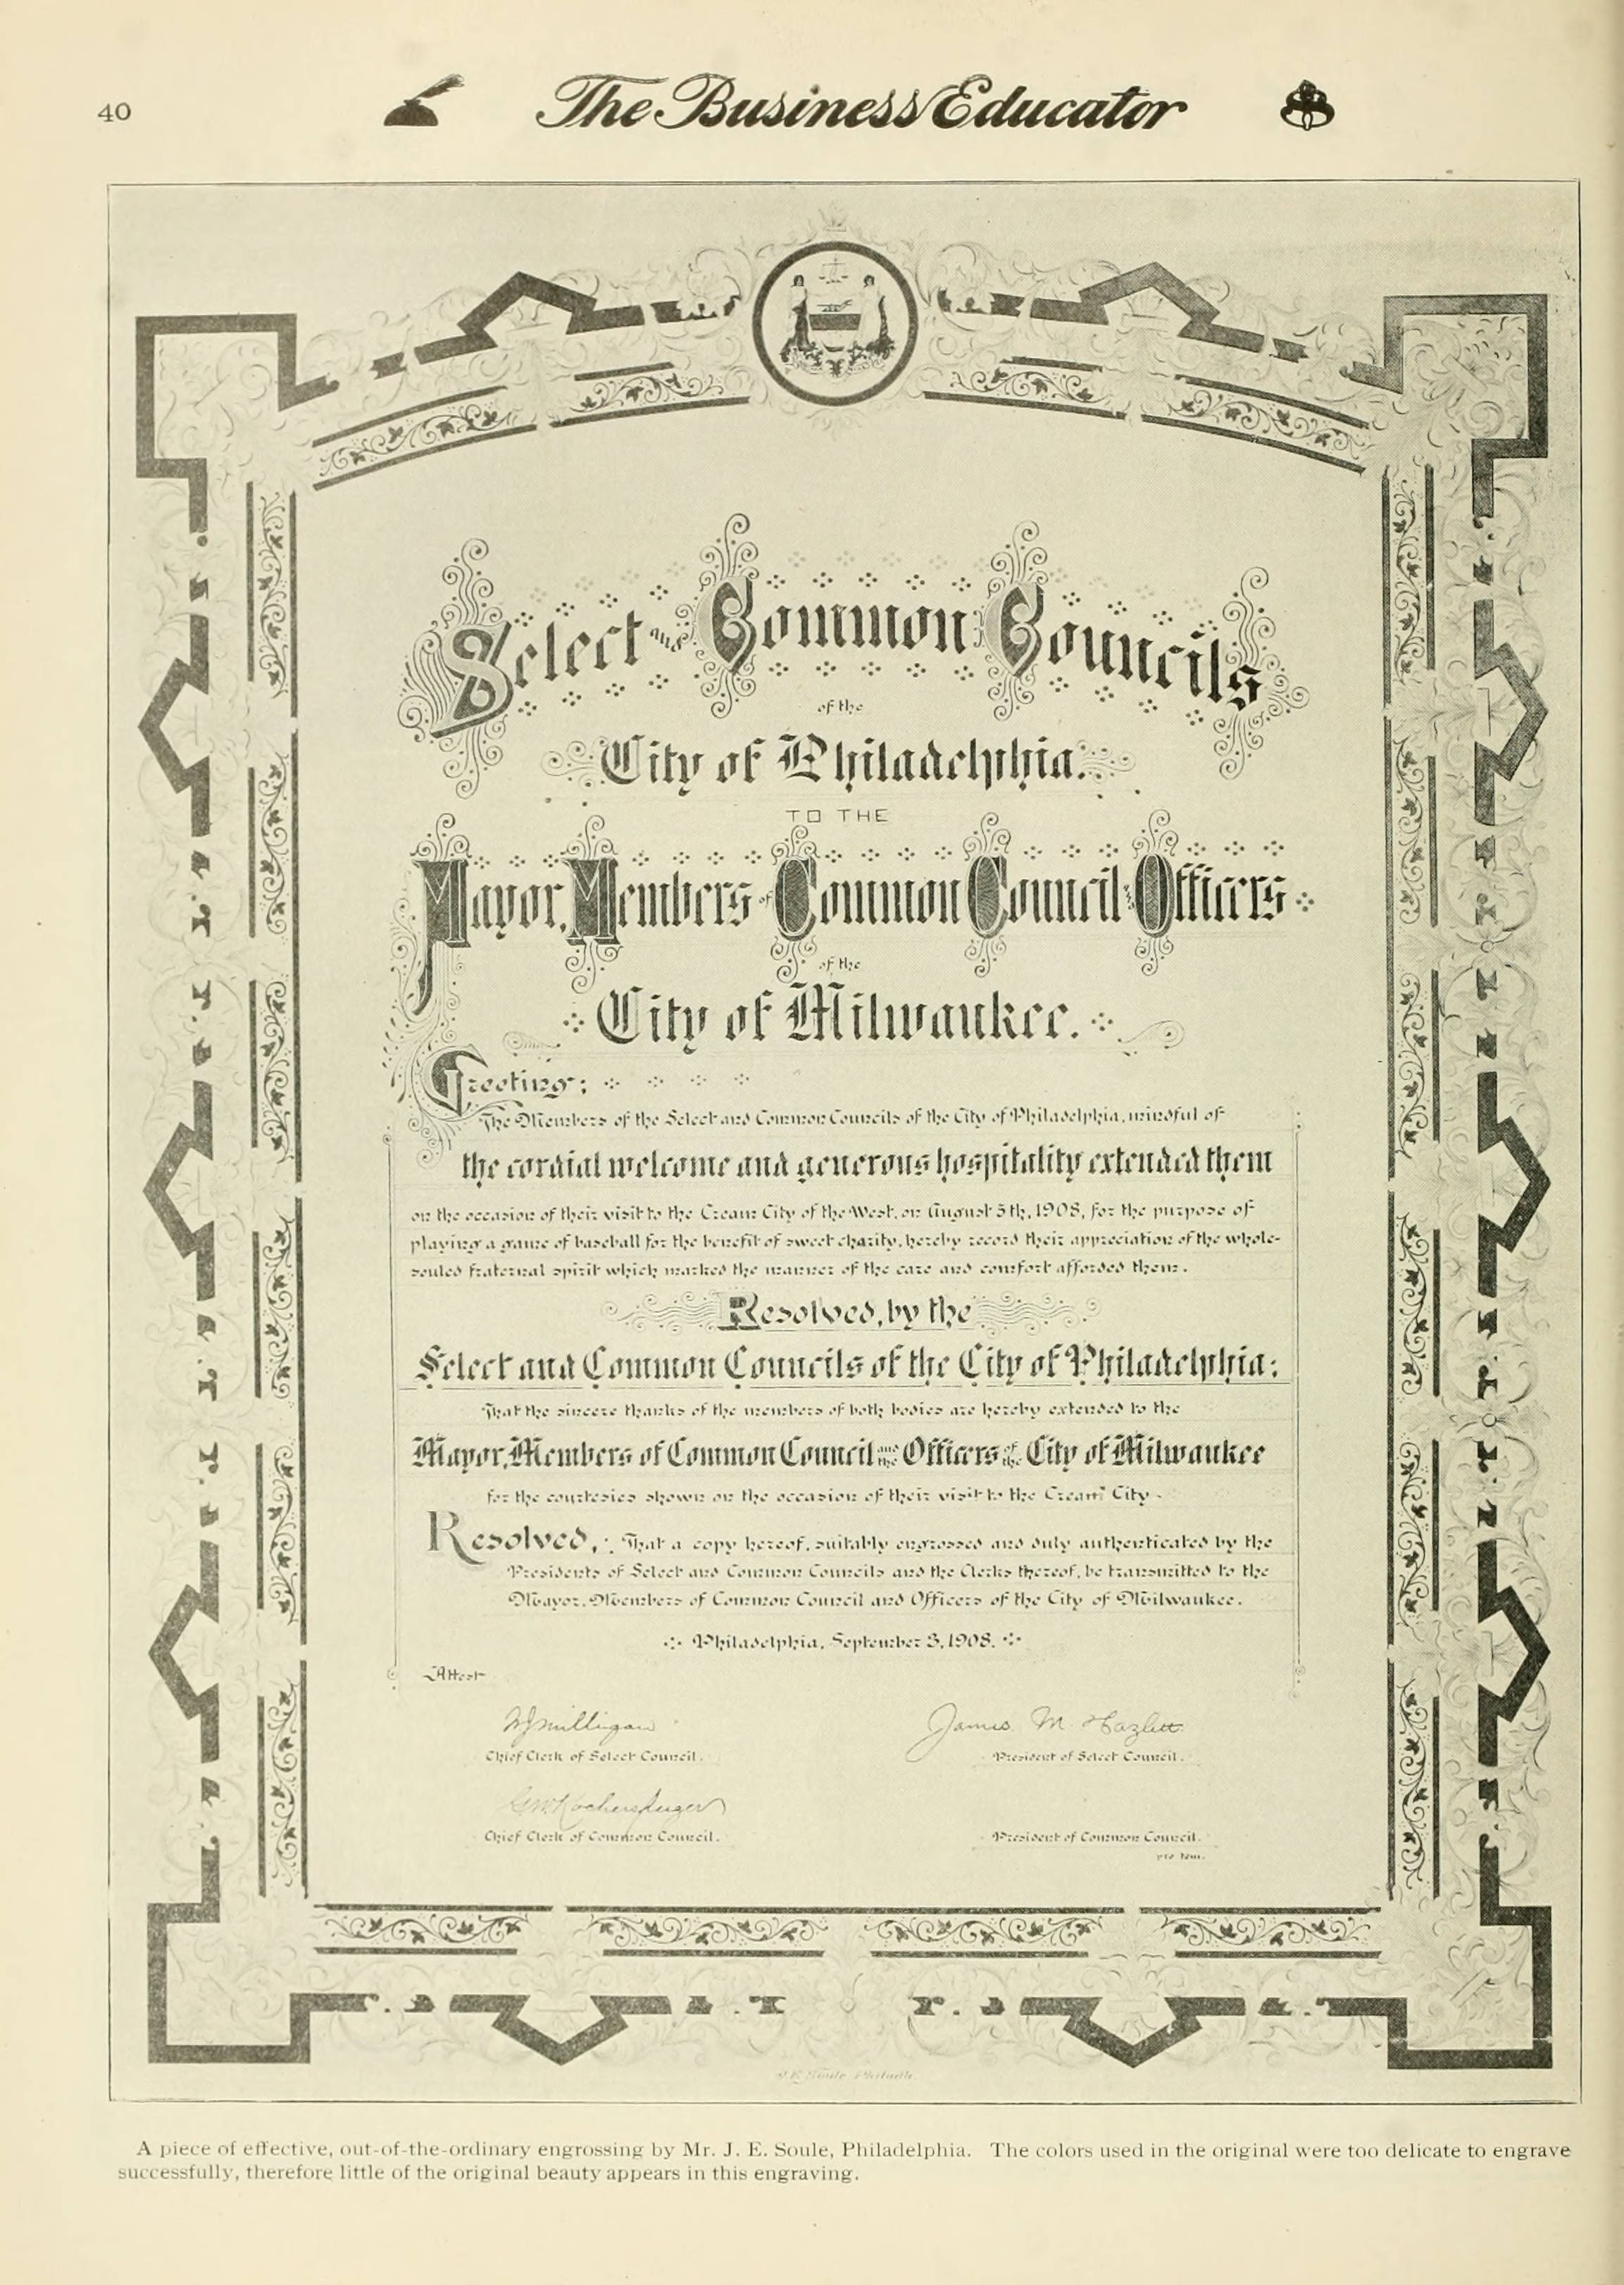 40
The Business Educator
Select and Common Councils
of the
City of Philadelphia.
TO THE
Mayor, Members of Common Council and Officers
of the
City of Milwaukee.
Greeting:
The Members of the Select and Common Councils of the City of Philadelphia, mindful of
the cordial welcome and generous hospitality extended them
on the occasion of their visit to the Cream City of the West, on August 5th, 1908, for the purpose of
playing a game of baseball for the benefit of sweet charity, hereby record their appreciation of the whole-
souled fraternal spirit which marked the manner of the care and comfort afforded them.
Resolved, by the
Select and Common Councils of the City of Philadelphia:
That the sincere thanks of the members of both bodies are hereby extended to the
Mayor, Members of Common Council and the Officers of the City of Milwaukee
for the courtesies shown on the occasion of their visit to the Cream City.
Resolved, That a copy hereof, suitably engrossed and duly authenticated by the
Presidents of Select and Common Councils and the Clerks thereof, be transmitted to the
Mayor, Members of Common Council and Officers of the City of Milwaukee.
Philadelphia, September 3, 1908.
Attest
WJ Milligan
James M. Hazlett
Chief Clerk of Select Council.
President of Select Council.
Chief Clerk of Common Council.
President of Common Council.
pro tem.
J. E. Soule, Philada.
A piece of effective, out-of-the-ordinary engrossing by Mr. J. E. Soule, Philadelphia. The colors used in the original were too delicate to engrave
successfully, therefore little of the original beauty appears in this engraving.